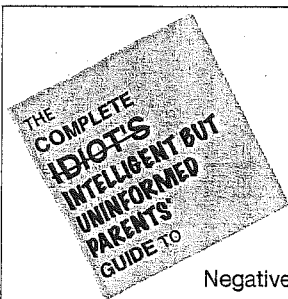 THE
COMPLETE
IDIOT'S
INTELLIGENT BUT
UNINFORMED
PARENTS'
GUIDE TO
Negative